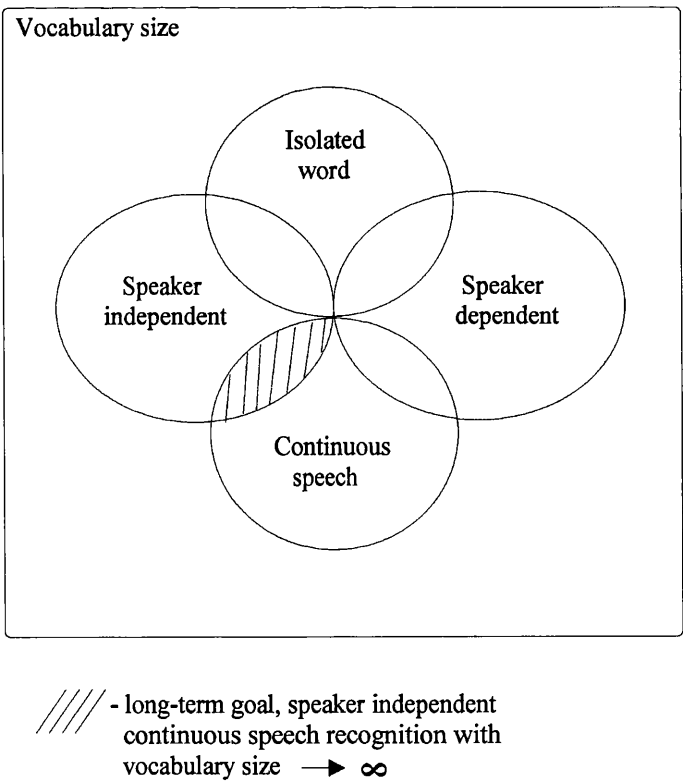 Vocabulary size
Isolated
word
Speaker
independent
Speaker
dependent
Continuous
speech
- long-term goal, speaker independent
continuous speech recognition with
vocabulary size → ∞